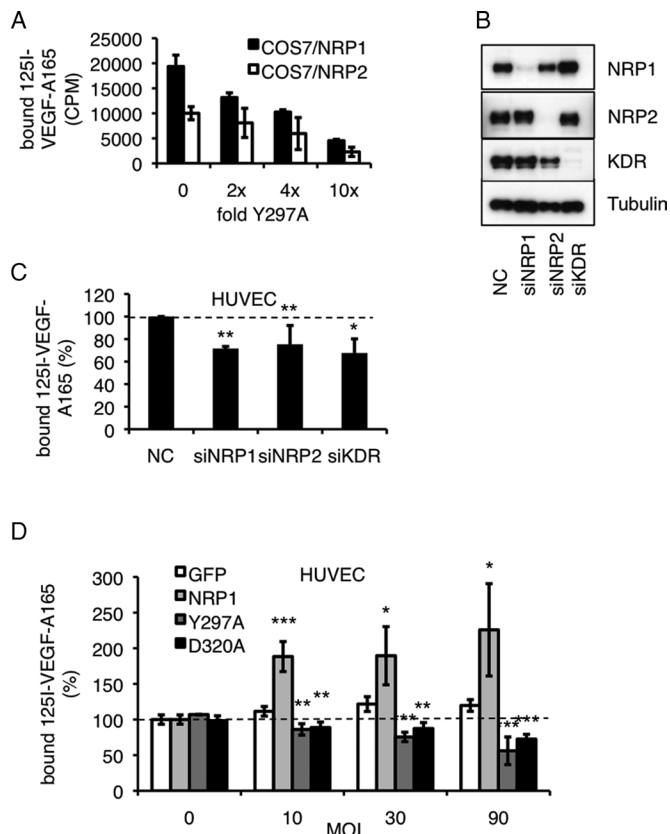 A
bound 125I-
VEGF-A165
(CPM)
25000
20000
15000
10000
5000
0
COS7/NRP1
COS7/NRP2
0 2x 4x 10x
fold Y297A
B
NRP1
NRP2
KDR
Tubulin
NC
siNRP1
siNRP2
siKDR
C
bound 125I-VEGF-
A165 (%)
120
100
80
60
40
20
0
HUVEC
** ** *
NC siNRP1 siNRP2 siKDR
D
bound 125I-VEGF-A165
(%)
300
250
200
150
100
50
0
GFP
NRP1
Y297A
D320A
HUVEC
*** ** ** * ** ** * *** ***
0 10 30 90
MOI